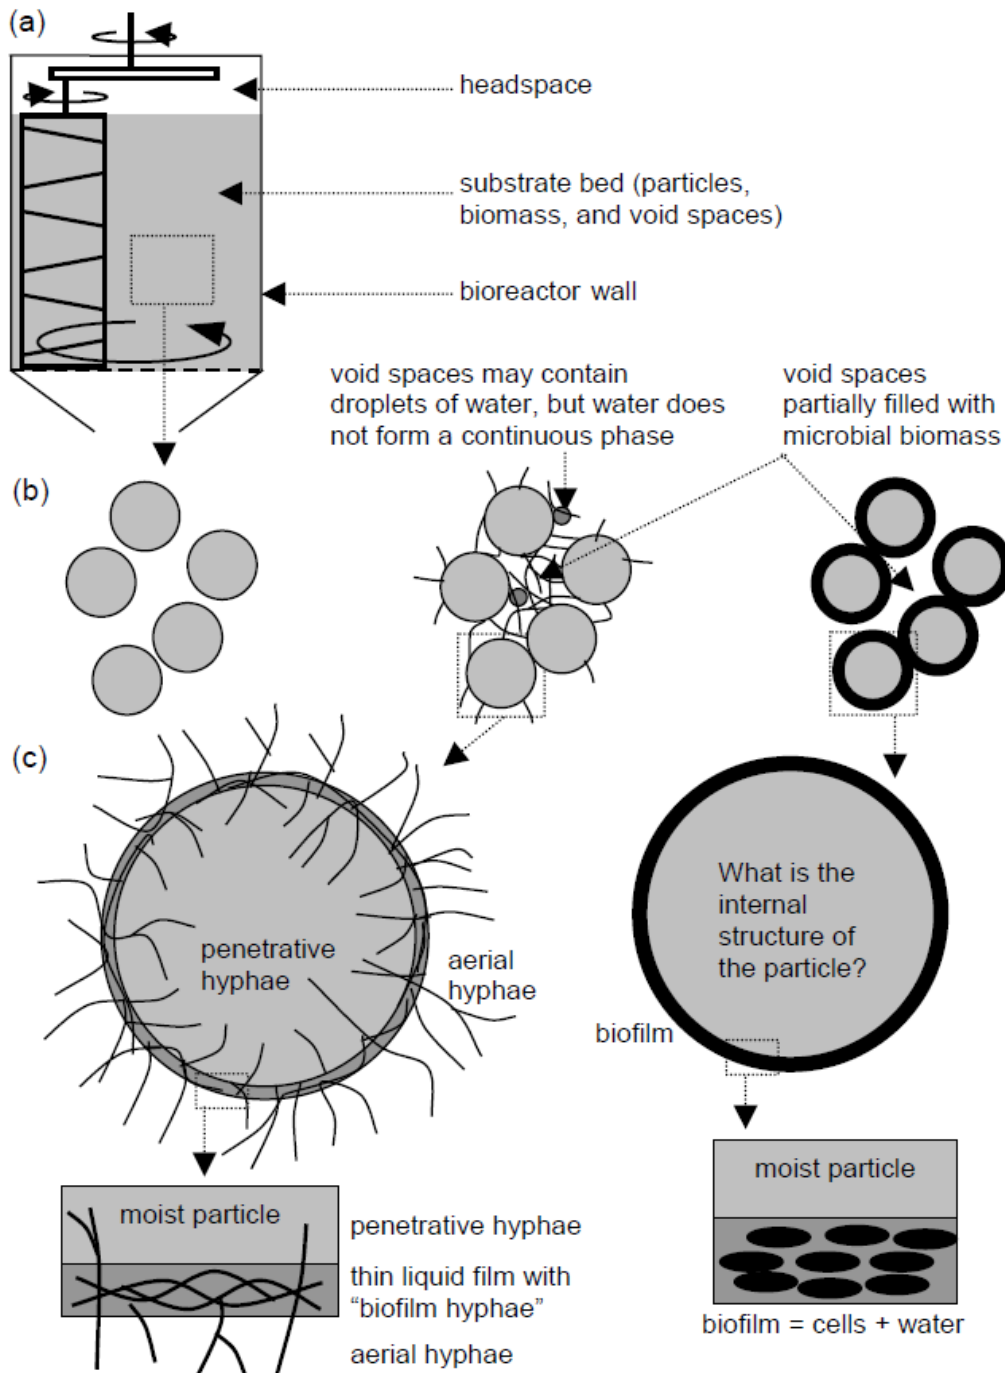 (a)
headspace
substrate bed (particles,
biomass, and void spaces)
bioreactor wall
void spaces may contain
droplets of water, but water does
not form a continuous phase
void spaces
partially filled with
microbial biomass
(b)
(c)
penetrative
hyphae
aerial
hyphae
What is the
internal
structure of
the particle?
biofilm
moist particle
penetrative hyphae
thin liquid film with
“biofilm hyphae”
aerial hyphae
moist particle
biofilm = cells + water